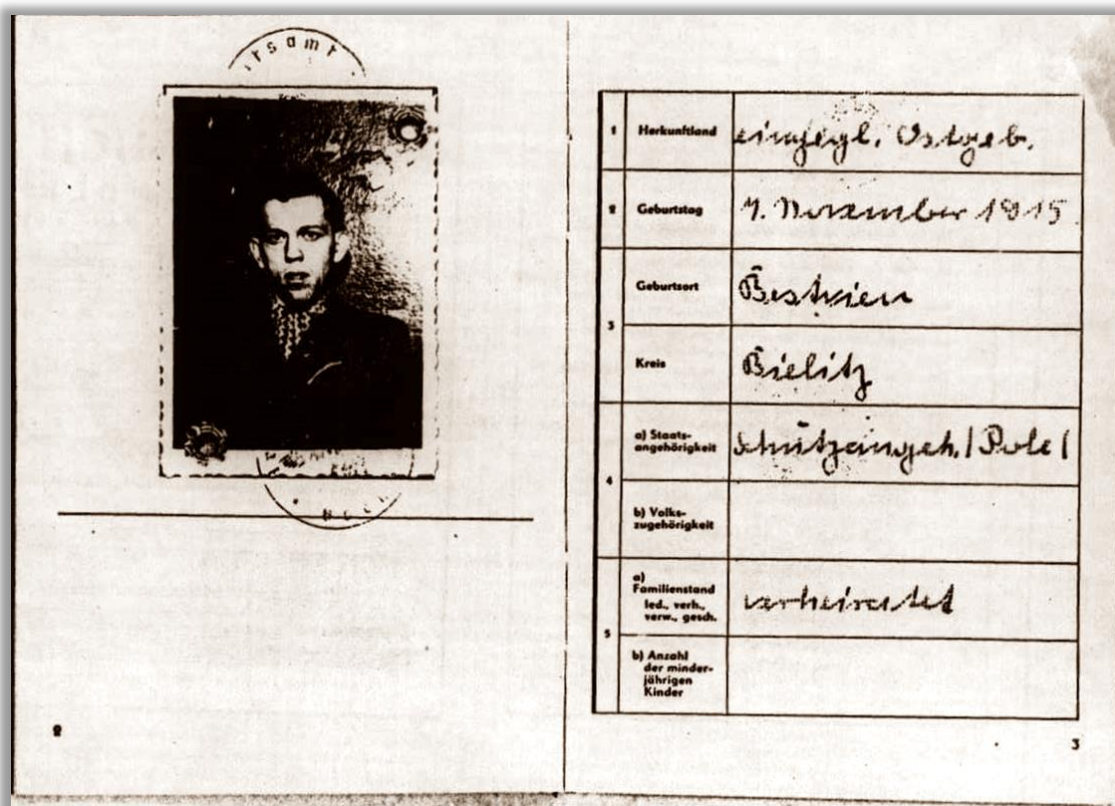 rsamt
2
1 Herkunftland eingegl. Ostgeb.
2 Geburtstag 4. November 1915
Geburtsort Bestwien
3
Kreis Bielitz
a) Staats-
angehörigkeit Schutzangeh. (Pole)
4
b) Volks-
zugehörigkeit
a)
Familienstand verheiratet
led., verh.,
verw., gesch.
5
b) Anzahl
der minder-
jährigen
Kinder
3